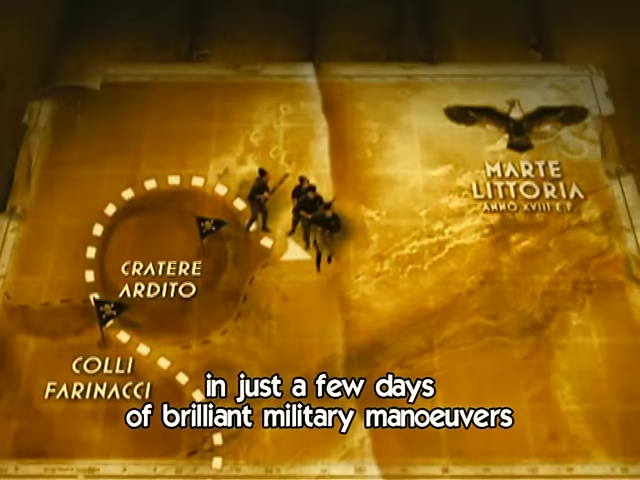 MARTE
LITTORIA
ANNO XVIII E.F.
CRATERE
ARDITO
COLLI
FARINACCI
in just a few days
of brilliant military manoeuvers